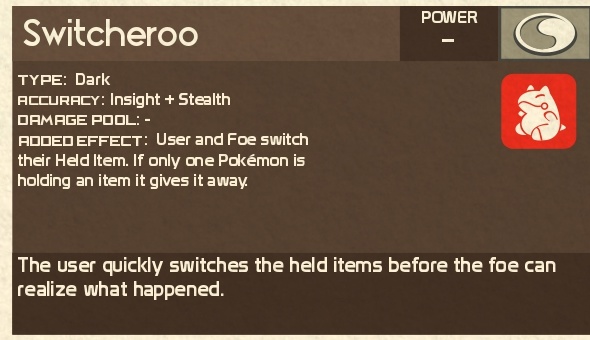 Switcheroo
POWER
–
TYPE: Dark
ACCURACY: Insight + Stealth
DAMAGE POOL: -
ADDED EFFECT: User and Foe switch
their Held Item. If only one Pokémon is
holding an item it gives it away.
The user quickly switches the held items before the foe can
realize what happened.